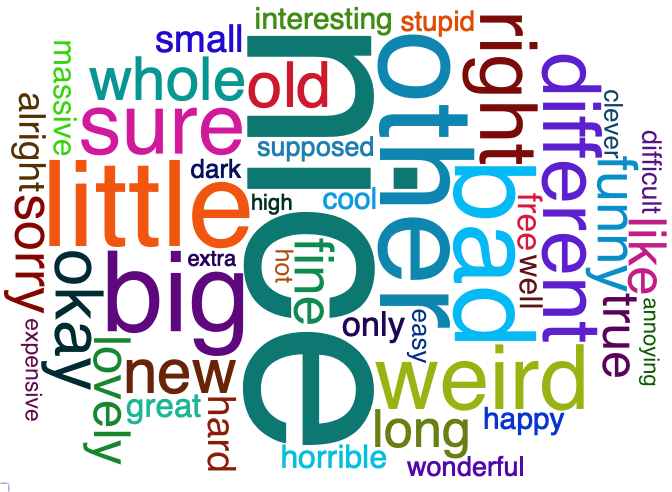 interesting
stupid
small
nice
other
right
whole
old
different
massive
alright
sure
supposed
clever
funny
difficult
dark
little
high
cool
bad
free
well
like
sorry
okay
extra
big
hot
fine
only
easy
true
annoying
expensive
lovely
new
great
hard
weird
long
happy
horrible
wonderful